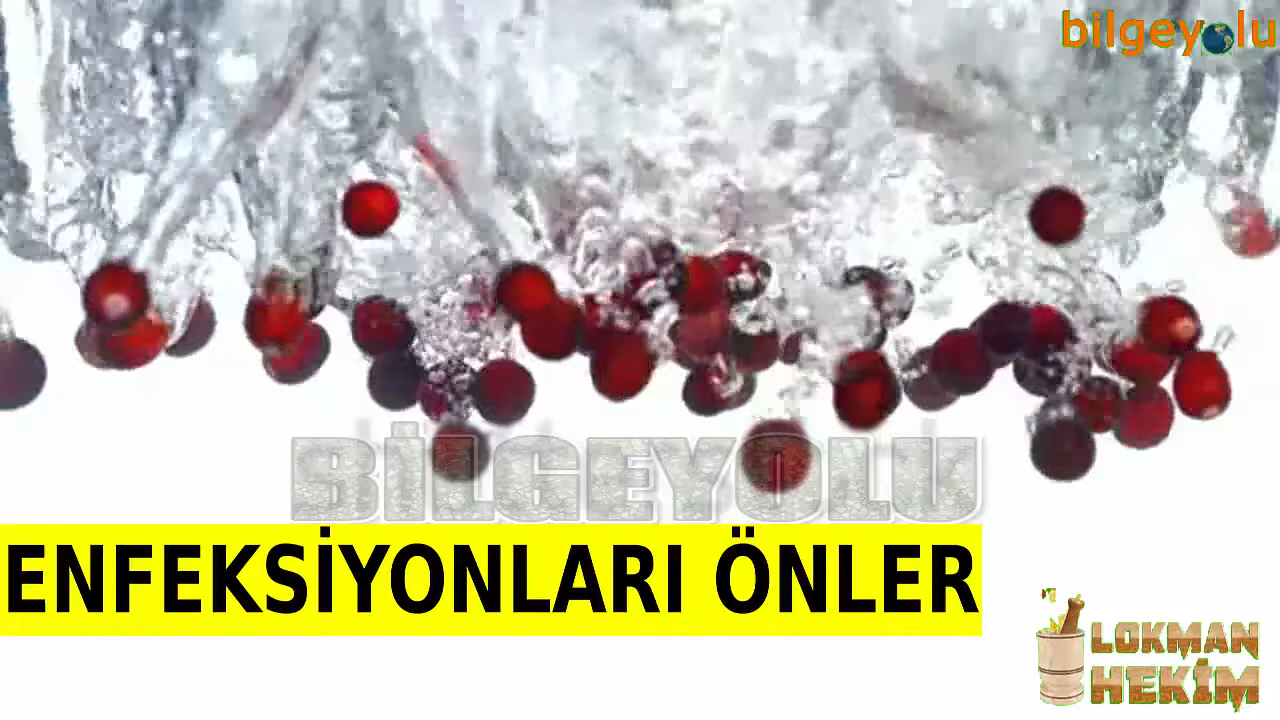 bilgeyolu
BİLGEYOLU
ENFEKSİYONLARI ÖNLER
LOKMAN
HEKİM